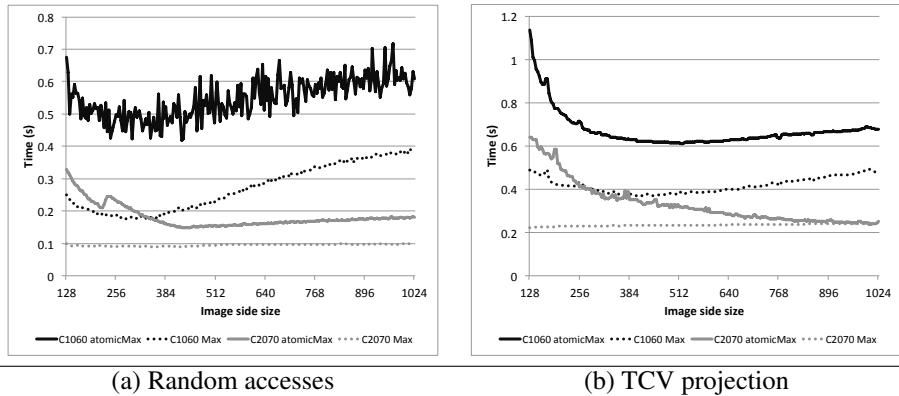 0.8
0.7
0.6
0.5
0.4
0.3
0.2
0.1
0
Time (s)
128 256 384 512 640 768 896 1024
Image side size
C1060 atomicMax C1060 Max C2070 atomicMax C2070 Max
(a) Random accesses
1.2
1
0.8
0.6
0.4
0.2
0
Time (s)
128 256 384 512 640 768 896 1024
Image side size
C1060 atomicMax C1060 Max C2070 atomicMax C2070 Max
(b) TCV projection